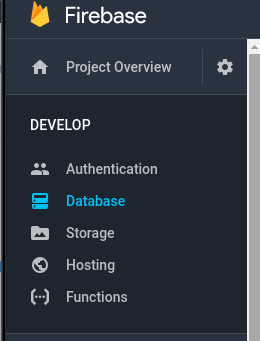 Firebase
Project Overview
DEVELOP
Authentication
Database
Storage
Hosting
Functions